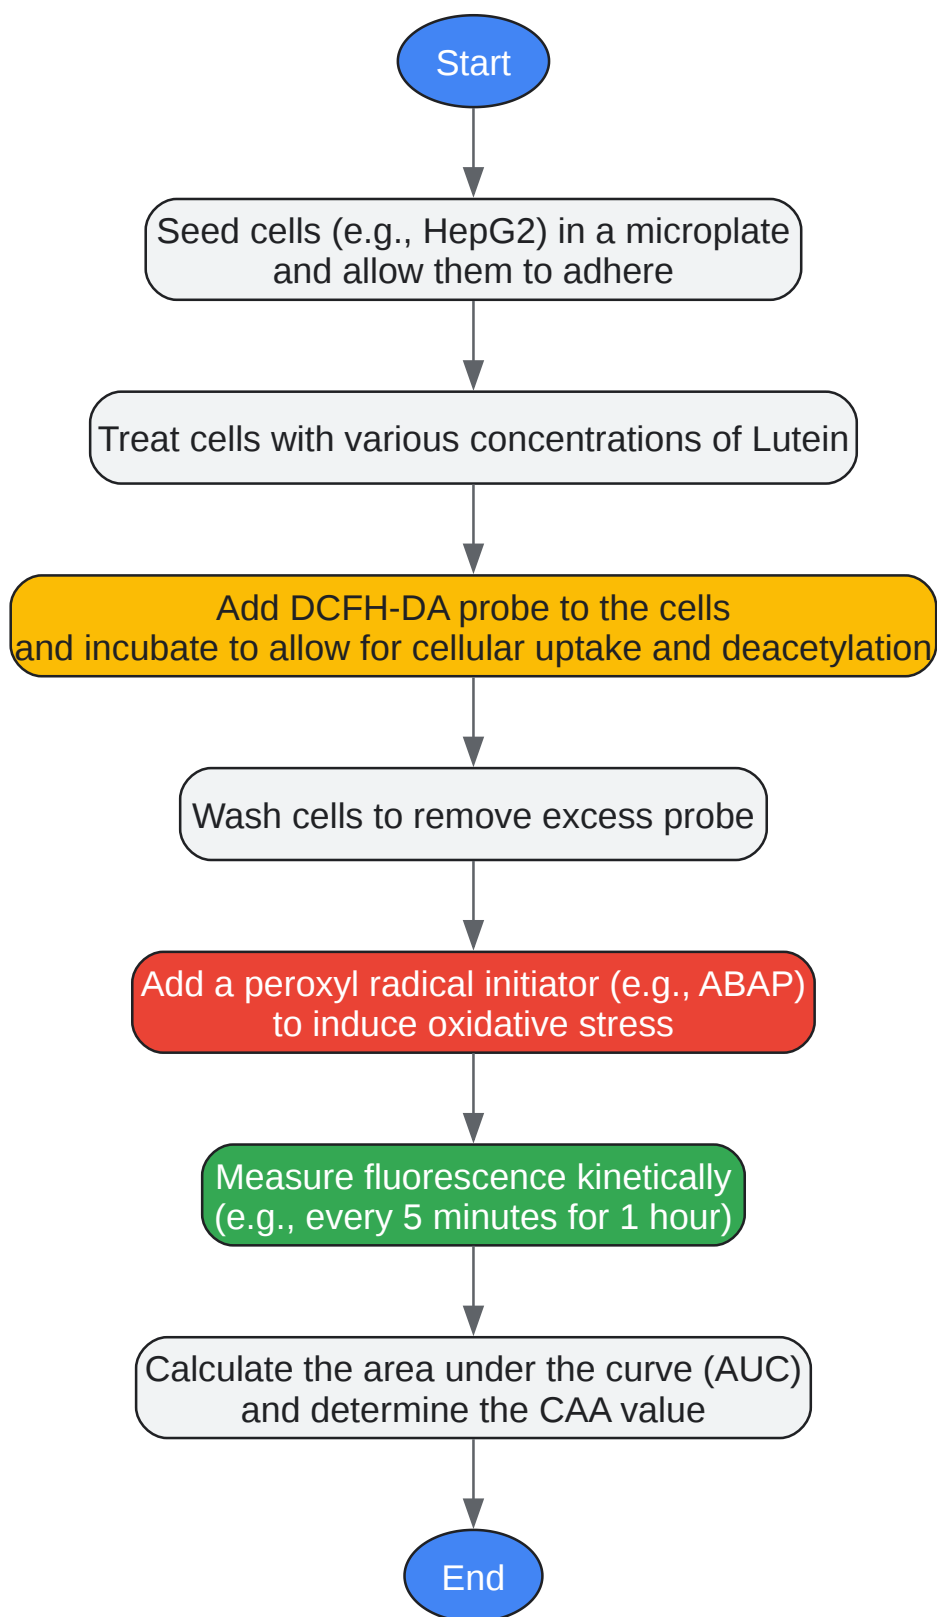 Start
Seed cells (e.g., HepG2) in a microplate
and allow them to adhere
Treat cells with various concentrations of Lutein
Add DCFH-DA probe to the cells
and incubate to allow for cellular uptake and deacetylation
Wash cells to remove excess probe
Add a peroxyl radical initiator (e.g., ABAP)
to induce oxidative stress
Measure fluorescence kinetically
(e.g., every 5 minutes for 1 hour)
Calculate the area under the curve (AUC)
and determine the CAA value
End